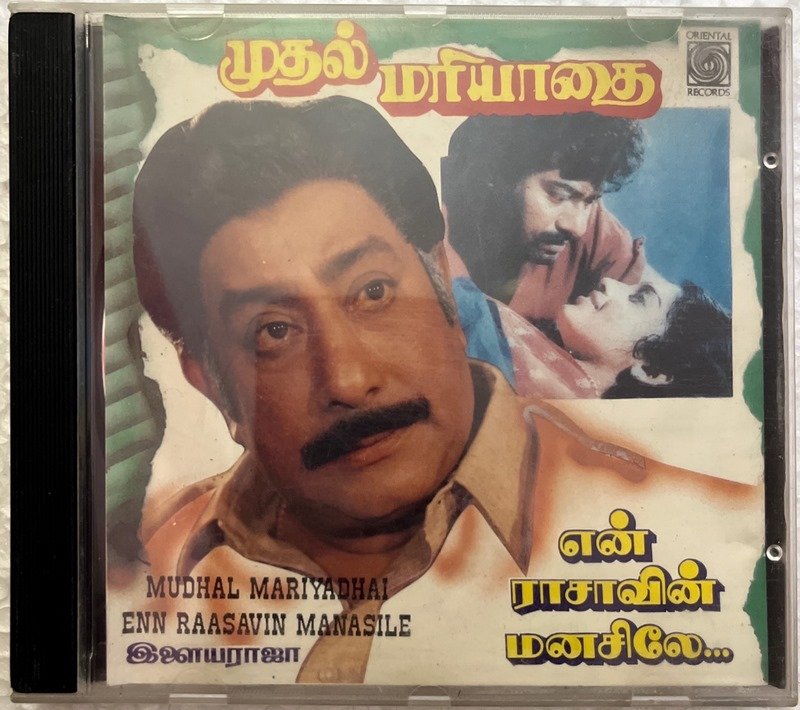 முதல் மரியாதை
ORIENTAL
RECORDS
என்
ராசாவின்
மனசிலே...
MUDHAL MARIYADHAI
ENN RAASAVIN MANASILE
இளையராஜா